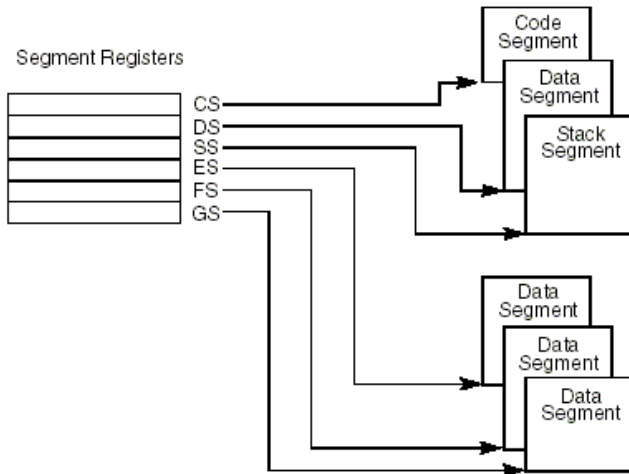 Segment Registers
CS
DS
SS
ES
FS
GS
Code
Segment
Data
Segment
Stack
Segment
Data
Segment
Data
Segment
Data
Segment